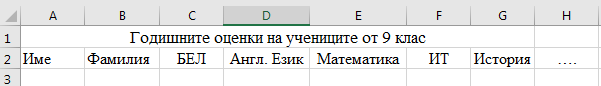 A B C D E F G H
1 Годишните оценки на учениците от 9 клас
2 Име Фамилия БЕЛ Англ. Език Математика ИТ История ….
3